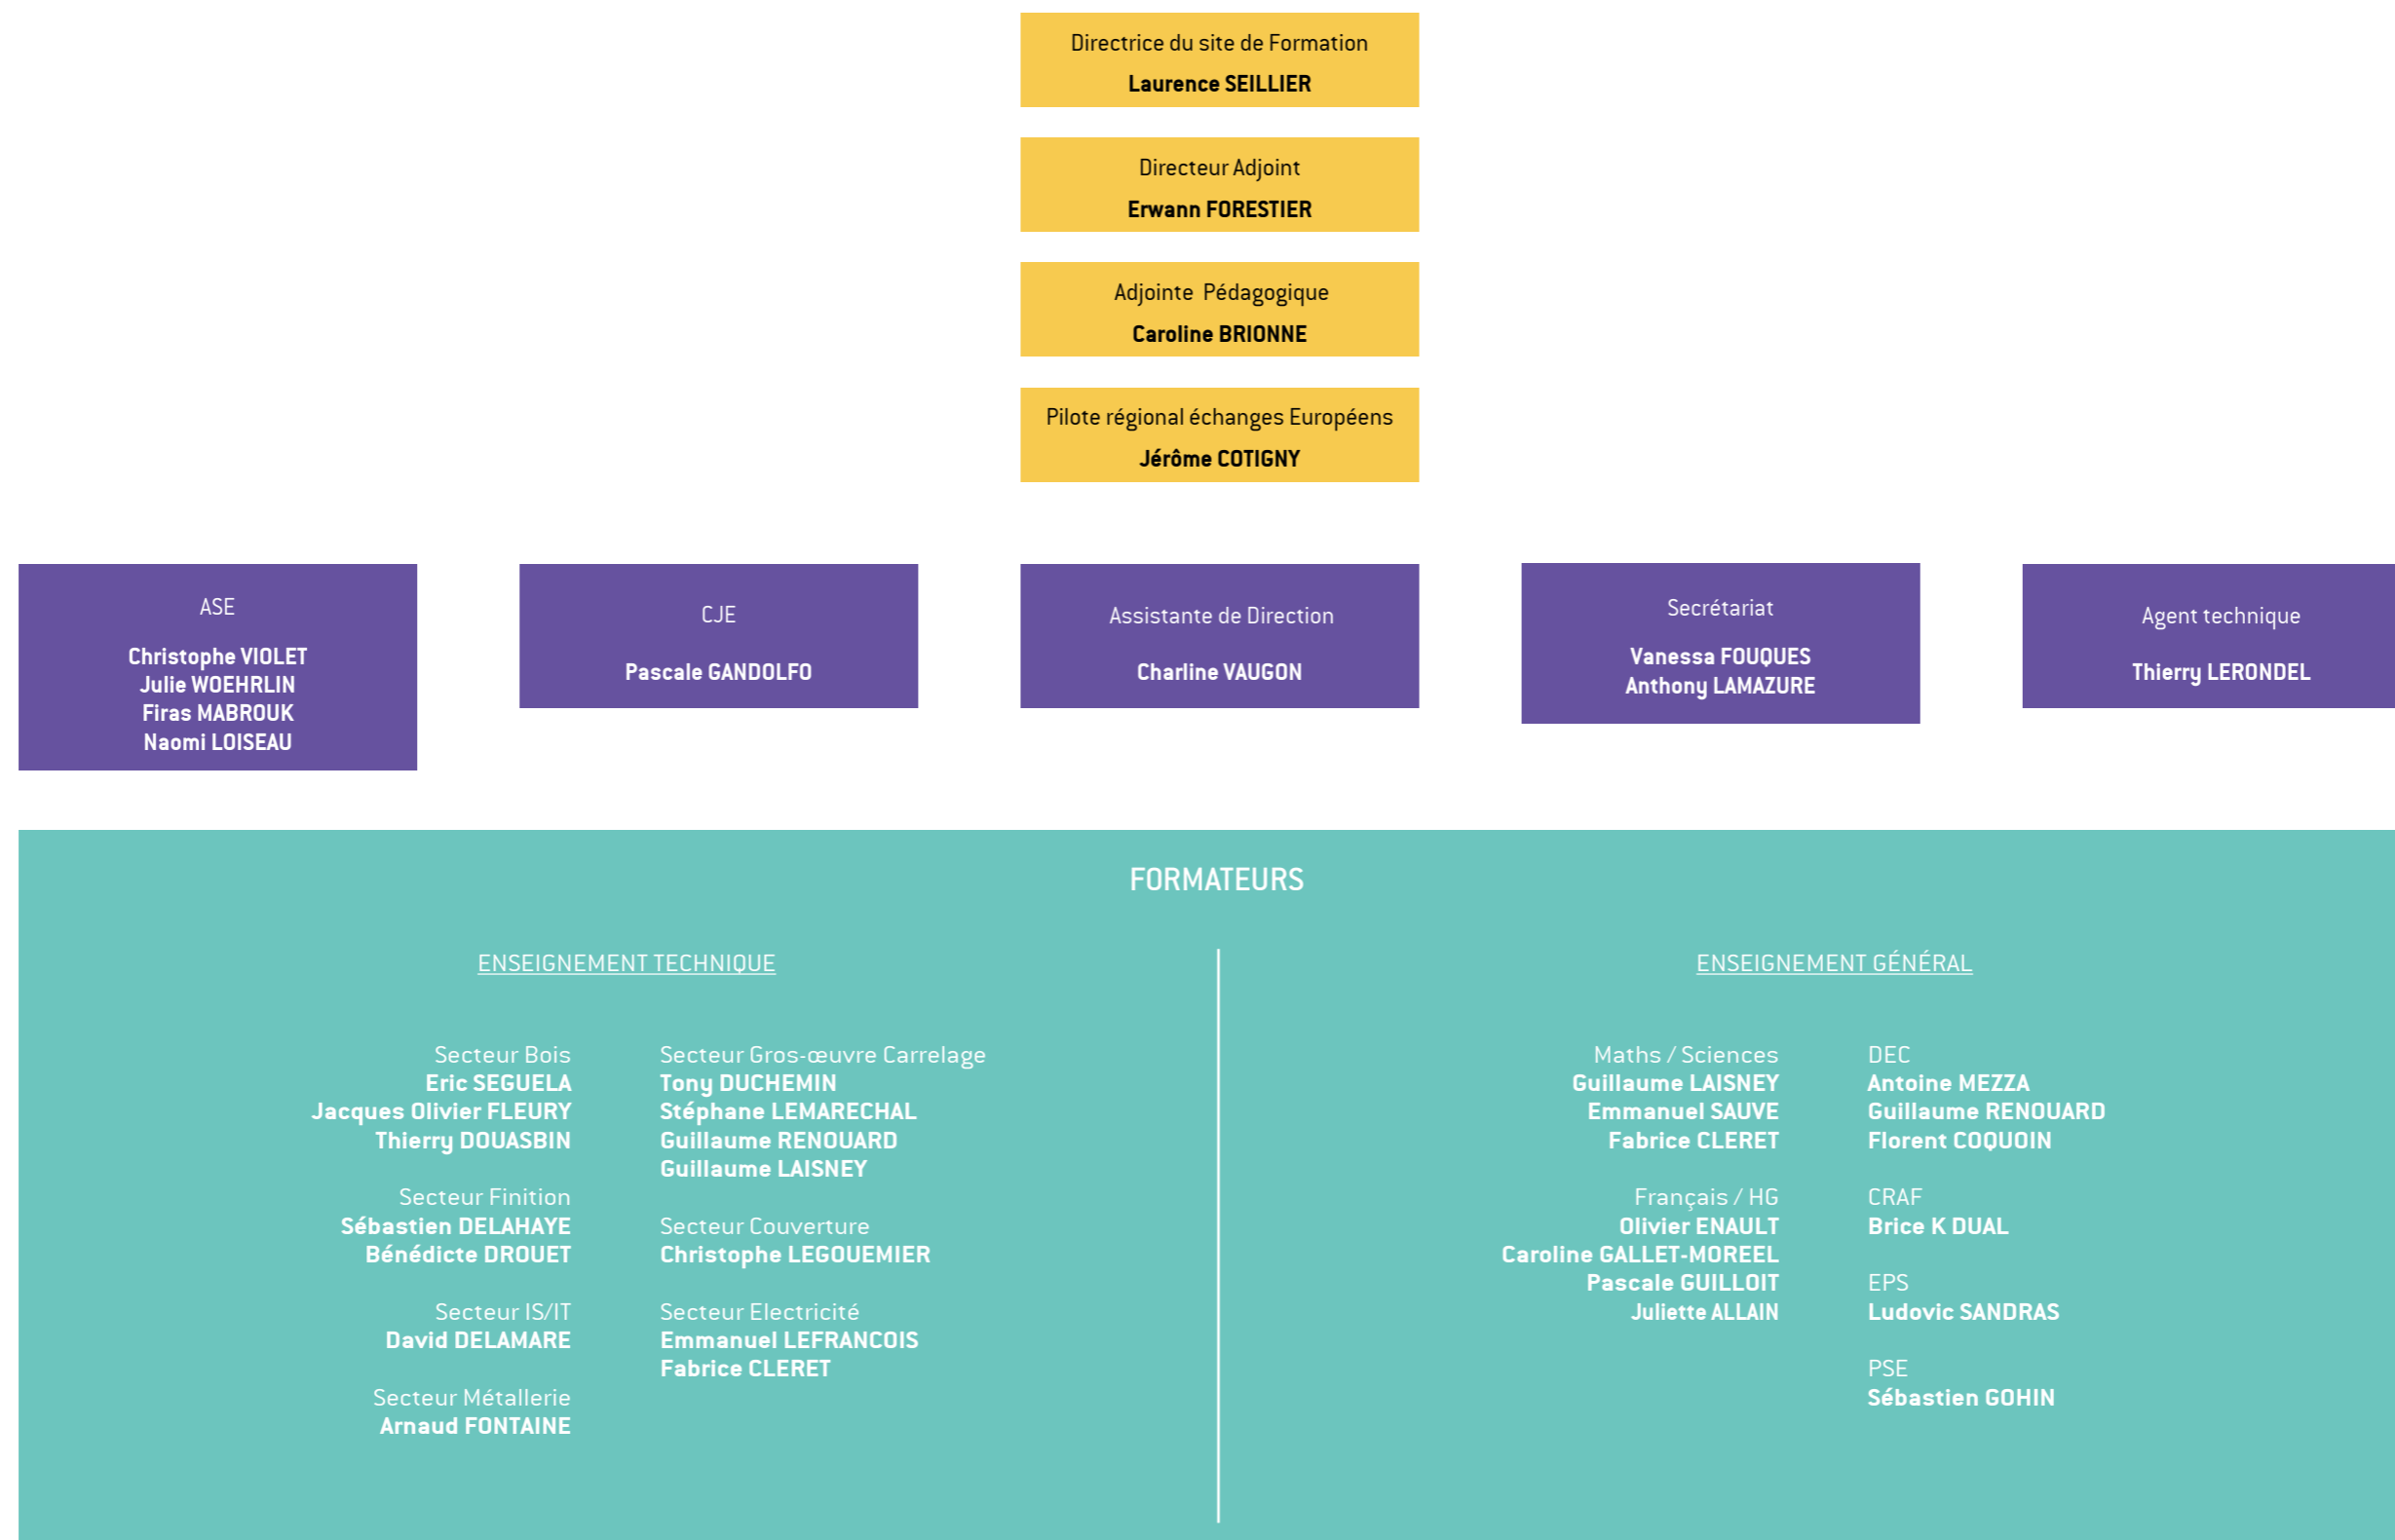 Directrice du site de Formation
Laurence SEILLIER
Directeur Adjoint
Erwann FORESTIER
Adjointe Pédagogique
Caroline BRIONNE
Pilote régional échanges Européens
Jérôme COTIGNY
ASE
Christophe VIOLET
Julie WOEHRLIN
Firas MABROUK
Naomi LOISEAU
CJE
Pascale GANDOLFO
Assistante de Direction
Charline VAUGON
Secrétariat
Vanessa FOUQUES
Anthony LAMAZURE
Agent technique
Thierry LERONDEL
FORMATEURS
ENSEIGNEMENT TECHNIQUE
Secteur Bois
Eric SEGUELA
Jacques Olivier FLEURY
Thierry DOUASBIN
Secteur Finition
Sébastien DELAHAYE
Bénédicte DROUET
Secteur IS/IT
David DELAMARE
Secteur Métallerie
Arnaud FONTAINE
Secteur Gros-œuvre Carrelage
Tony DUCHEMIN
Stéphane LEMARECHAL
Guillaume RENOUARD
Guillaume LAISNEY
Secteur Couverture
Christophe LEGOUEMIER
Secteur Electricité
Emmanuel LEFRANCOIS
Fabrice CLERET
ENSEIGNEMENT GÉNÉRAL
Maths / Sciences
Guillaume LAISNEY
Emmanuel SAUVE
Fabrice CLERET
Français / HG
Olivier ENAULT
Caroline GALLET-MOREEL
Pascale GUILLOIT
Juliette ALLAIN
DEC
Antoine MEZZA
Guillaume RENOUARD
Florent COQUOIN
CRAF
Brice K DUAL
EPS
Ludovic SANDRAS
PSE
Sébastien GOHIN